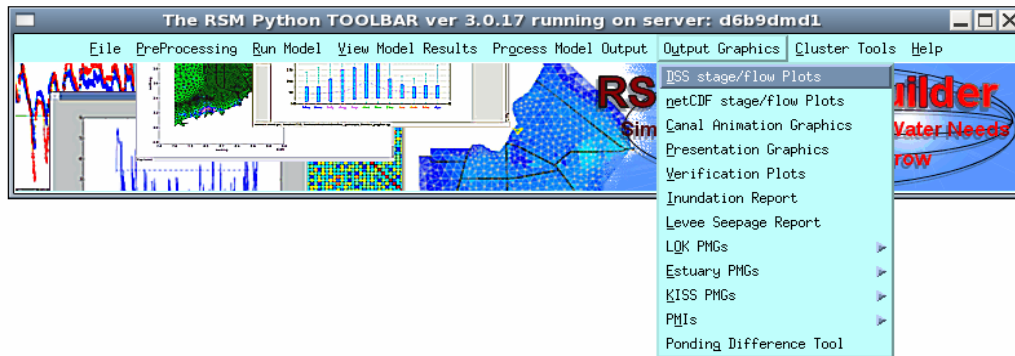 The RSM Python TOOLBAR ver 3.0.17 running on server: d6b9dmd1
File PreProcessing Run Model View Model Results Process Model Output Output Graphics Cluster Tools Help
DSS stage/flow Plots
netCDF stage/flow Plots
Canal Animation Graphics
Presentation Graphics
Verification Plots
Inundation Report
Levee Seepage Report
LOK PMGs
Estuary PMGs
KISS PMGs
PMIs
Ponding Difference Tool
RS
Sim
Water Needs